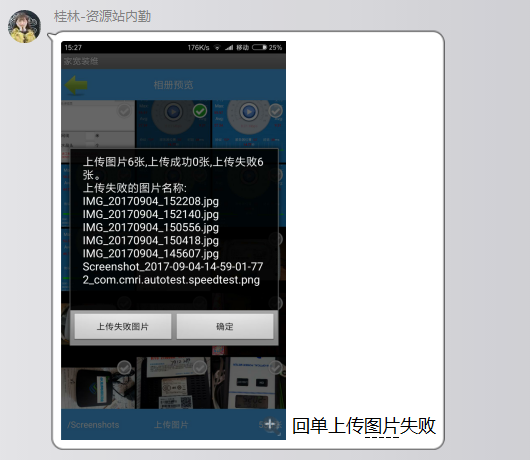 桂林-资源站内勤
15:27 176K/s 移动 25%
家宽装维
相册预览
上传图片6张,上传成功0张,上传失败6
张。
上传失败的图片名称:
IMG_20170904_152208.jpg
IMG_20170904_152140.jpg
IMG_20170904_150556.jpg
IMG_20170904_150418.jpg
IMG_20170904_145607.jpg
Screenshot_2017-09-04-14-59-01-77
2_com.cmri.autotest.speedtest.png
上传失败图片 确定
/Screenshots 上传图片
回单上传图片失败